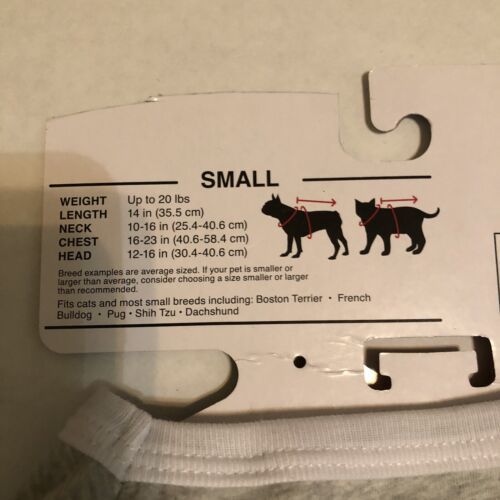 SMALL
WEIGHT Up to 20 lbs
LENGTH 14 in (35.5 cm)
NECK 10-16 in (25.4-40.6 cm)
CHEST 16-23 in (40.6-58.4 cm)
HEAD 12-16 in (30.4-40.6 cm)
Breed examples are average sized. If your pet is smaller or
larger than average, consider choosing a size smaller or larger
than recommended.
Fits cats and most small breeds including: Boston Terrier • French
Bulldog • Pug • Shih Tzu • Dachshund